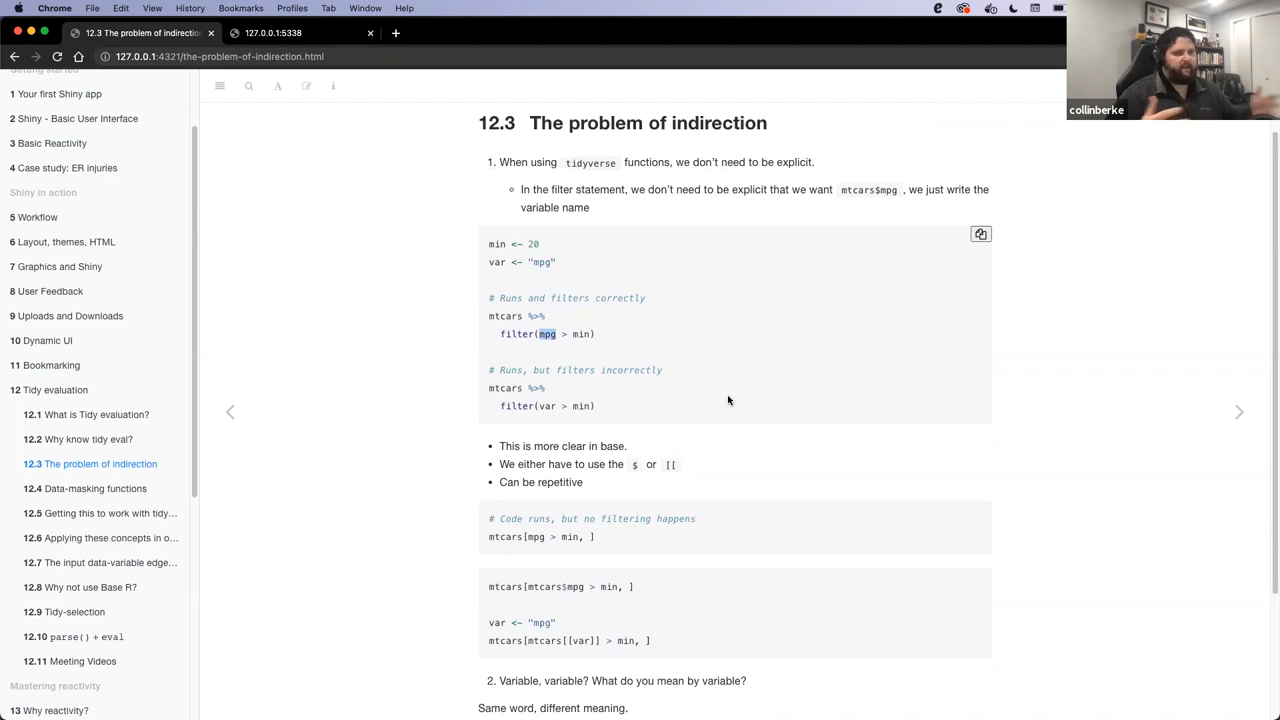 Chrome File Edit View History Bookmarks Profiles Tab Window Help
12.3 The problem of indirection
127.0.0.1:5338
127.0.0.1:4321/the-problem-of-indirection.html
collinberke
Getting started
1 Your first Shiny app
2 Shiny - Basic User Interface
3 Basic Reactivity
4 Case study: ER injuries
Shiny in action
5 Workflow
6 Layout, themes, HTML
7 Graphics and Shiny
8 User Feedback
9 Uploads and Downloads
10 Dynamic UI
11 Bookmarking
12 Tidy evaluation
12.1 What is Tidy evaluation?
12.2 Why know tidy eval?
12.3 The problem of indirection
12.4 Data-masking functions
12.5 Getting this to work with tidy…
12.6 Applying these concepts in o…
12.7 The input data-variable edge…
12.8 Why not use Base R?
12.9 Tidy-selection
12.10 parse() + eval
12.11 Meeting Videos
Mastering reactivity
13 Why reactivity?
12.3 The problem of indirection
1. When using tidyverse functions, we don't need to be explicit.
In the filter statement, we don't need to be explicit that we want mtcars$mpg , we just write the
variable name
min <- 20
var <- "mpg"
# Runs and filters correctly
mtcars %>%
filter(mpg > min)
# Runs, but filters incorrectly
mtcars %>%
filter(var > min)
• This is more clear in base.
• We either have to use the $ or [[
• Can be repetitive
# Code runs, but no filtering happens
mtcars[mpg > min, ]
mtcars[mtcars$mpg > min, ]
var <- "mpg"
mtcars[mtcars[[var]] > min, ]
2. Variable, variable? What do you mean by variable?
Same word, different meaning.